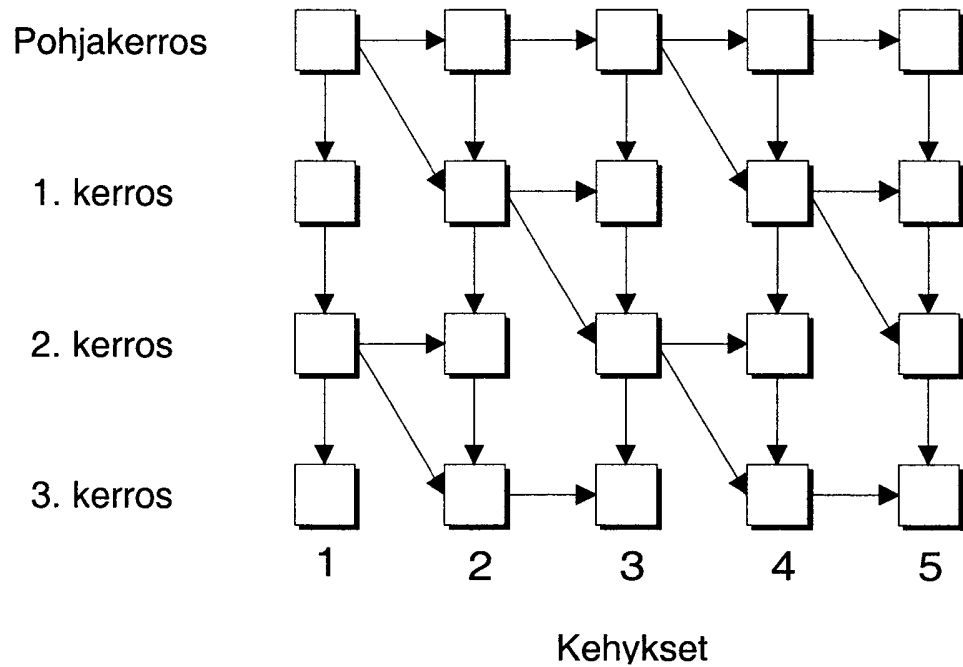 Pohjakerros
1. kerros
2. kerros
3. kerros
1 2 3 4 5
Kehykset